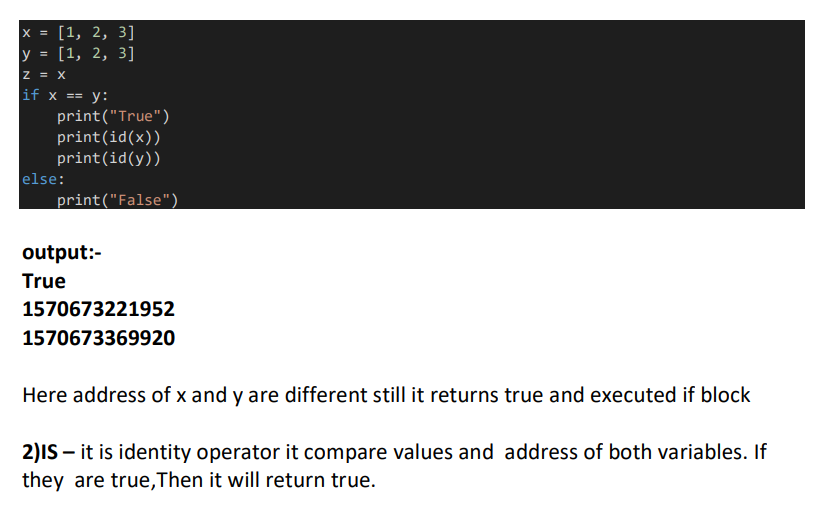 x = [1, 2, 3]
y = [1, 2, 3]
z = x
if x == y:
    print("True")
    print(id(x))
    print(id(y))
else:
    print("False")
output:-
True
1570673221952
1570673369920
Here address of x and y are different still it returns true and executed if block
2)IS – it is identity operator it compare values and  address of both variables. If
they  are true,Then it will return true.